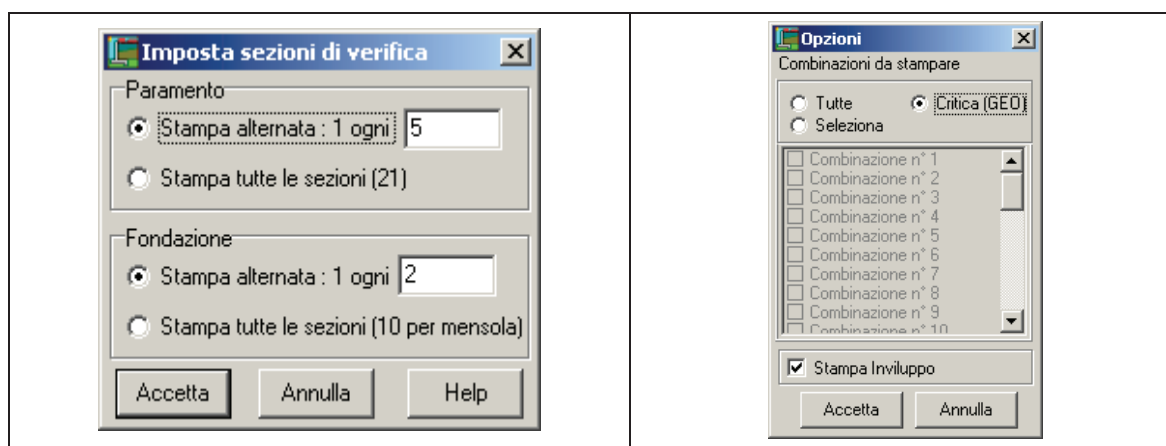 Imposta sezioni di verifica
Paramento
Stampa alternata : 1 ogni 5
Stampa tutte le sezioni (21)
Fondazione
Stampa alternata : 1 ogni 2
Stampa tutte le sezioni (10 per mensola)
Accetta Annulla Help
Opzioni
Combinazioni da stampare
Tutte Critica (GEO)
Seleziona
Combinazione n° 1
Combinazione n° 2
Combinazione n° 3
Combinazione n° 4
Combinazione n° 5
Combinazione n° 6
Combinazione n° 7
Combinazione n° 8
Combinazione n° 9
Combinazione n° 10
Stampa Inviluppo
Accetta Annulla